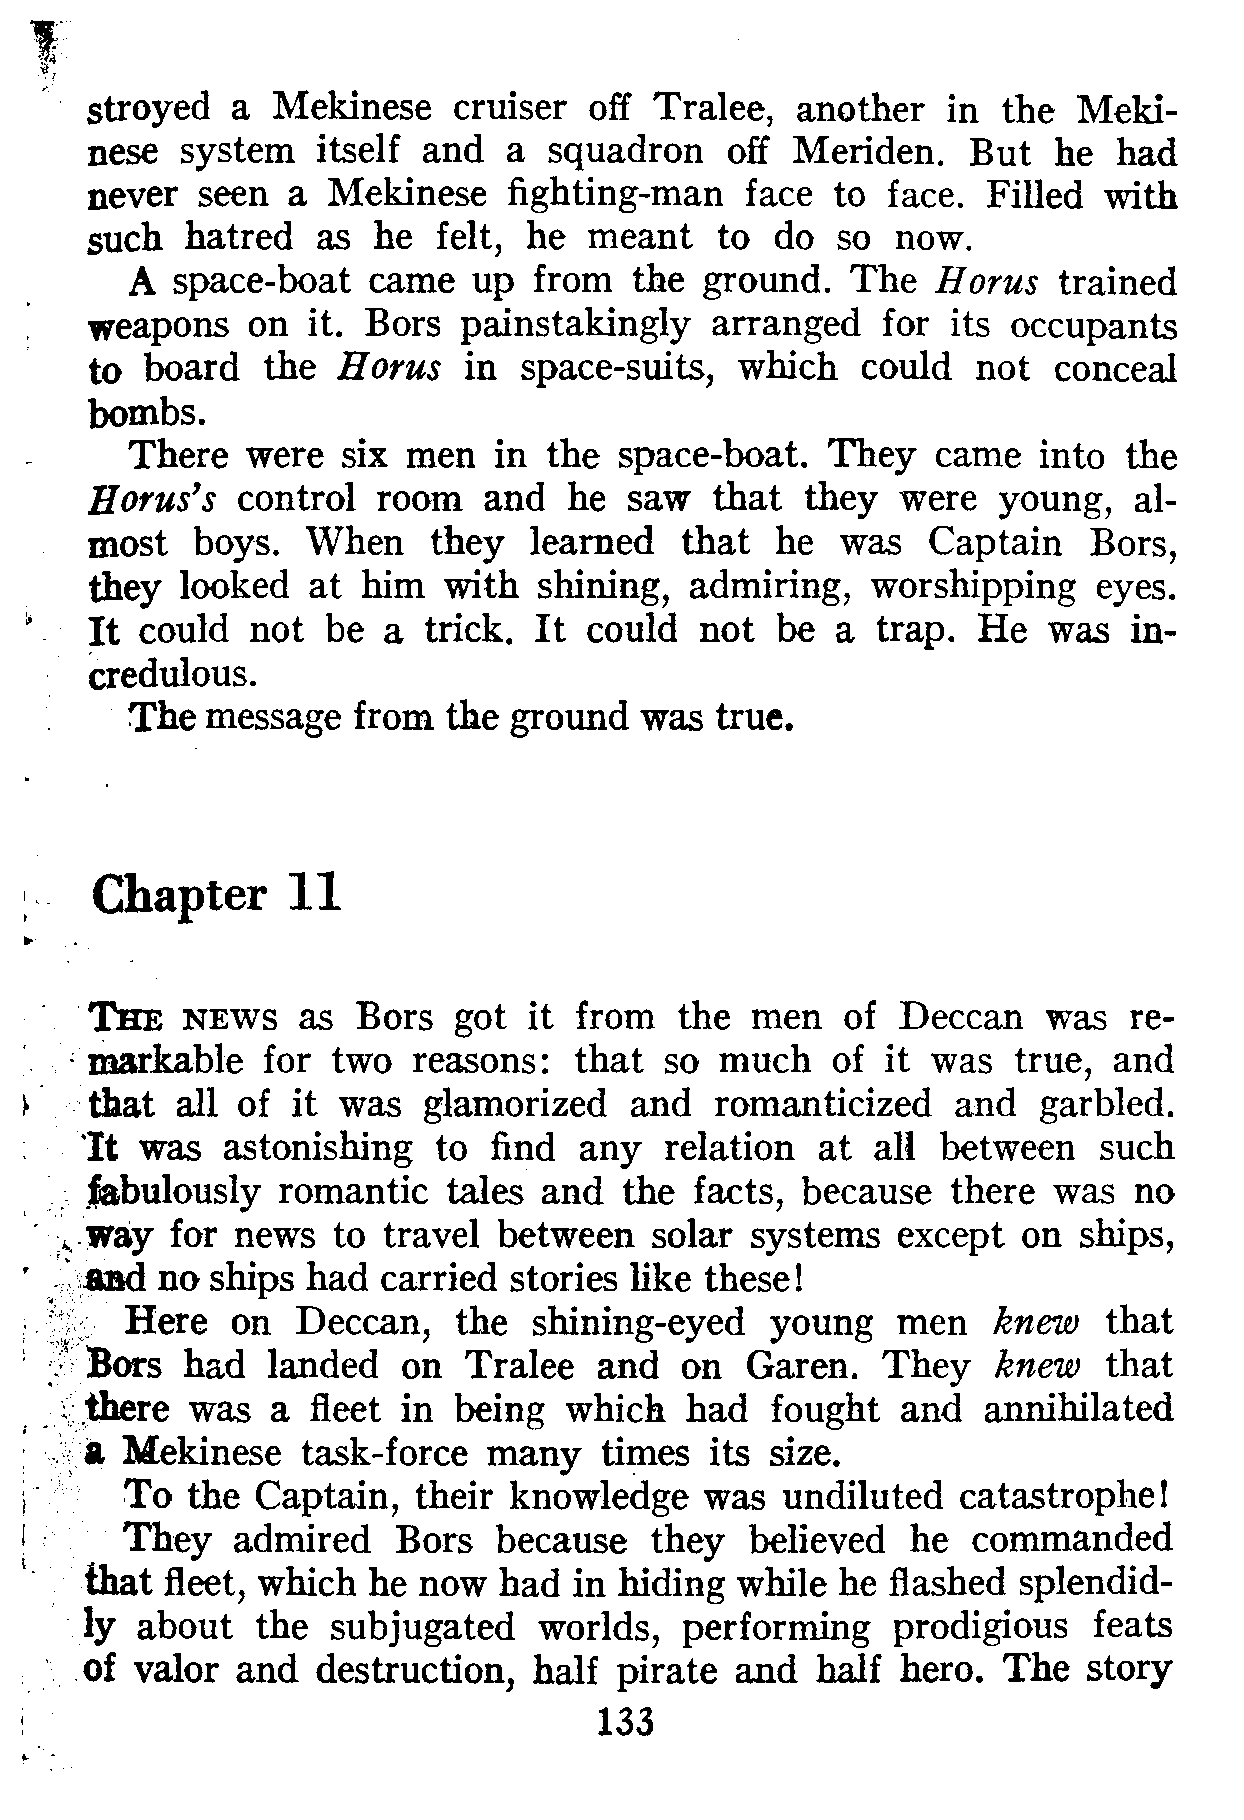 stroyed a Mekinese cruiser off Tralee, another in the Meki-
nese system itself and a squadron off Meriden. But he had
never seen a Mekinese fighting-man face to face. Filled with
such hatred as he felt, he meant to do so now.
A space-boat came up from the ground. The Horus trained
weapons on it. Bors painstakingly arranged for its occupants
to board the Horus in space-suits, which could not conceal
bombs.
There were six men in the space-boat. They came into the
Horus's control room and he saw that they were young, al-
most boys. When they learned that he was Captain Bors,
they looked at him with shining, admiring, worshipping eyes.
It could not be a trick. It could not be a trap. He was in-
credulous.
The message from the ground was true.
Chapter 11
THE NEWS as Bors got it from the men of Deccan was re-
markable for two reasons: that so much of it was true, and
that all of it was glamorized and romanticized and garbled.
It was astonishing to find any relation at all between such
fabulously romantic tales and the facts, because there was no
way for news to travel between solar systems except on ships,
and no ships had carried stories like these!
Here on Deccan, the shining-eyed young men knew that
Bors had landed on Tralee and on Garen. They knew that
there was a fleet in being which had fought and annihilated
a Mekinese task-force many times its size.
To the Captain, their knowledge was undiluted catastrophe!
They admired Bors because they believed he commanded
that fleet, which he now had in hiding while he flashed splendid-
ly about the subjugated worlds, performing prodigious feats
of valor and destruction, half pirate and half hero. The story
133